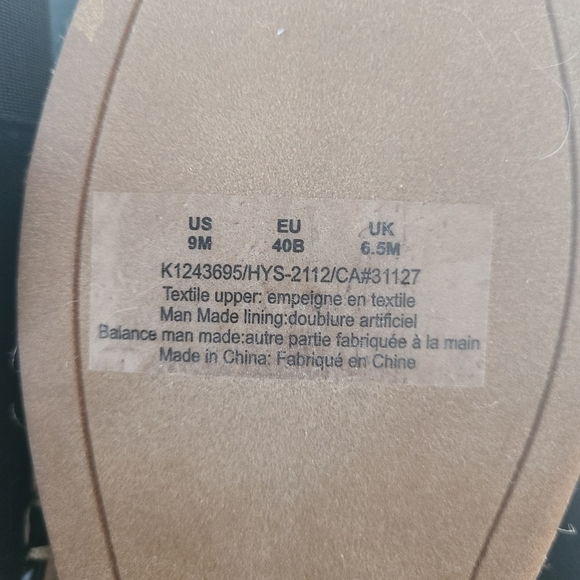 US EU UK
9M 40B 6.5M
K1243695/HYS-2112/CA#31127
Textile upper: empeigne en textile
Man Made lining:doublure artificiel
Balance man made:autre partie fabriquée à la main
Made in China: Fabriqué en Chine